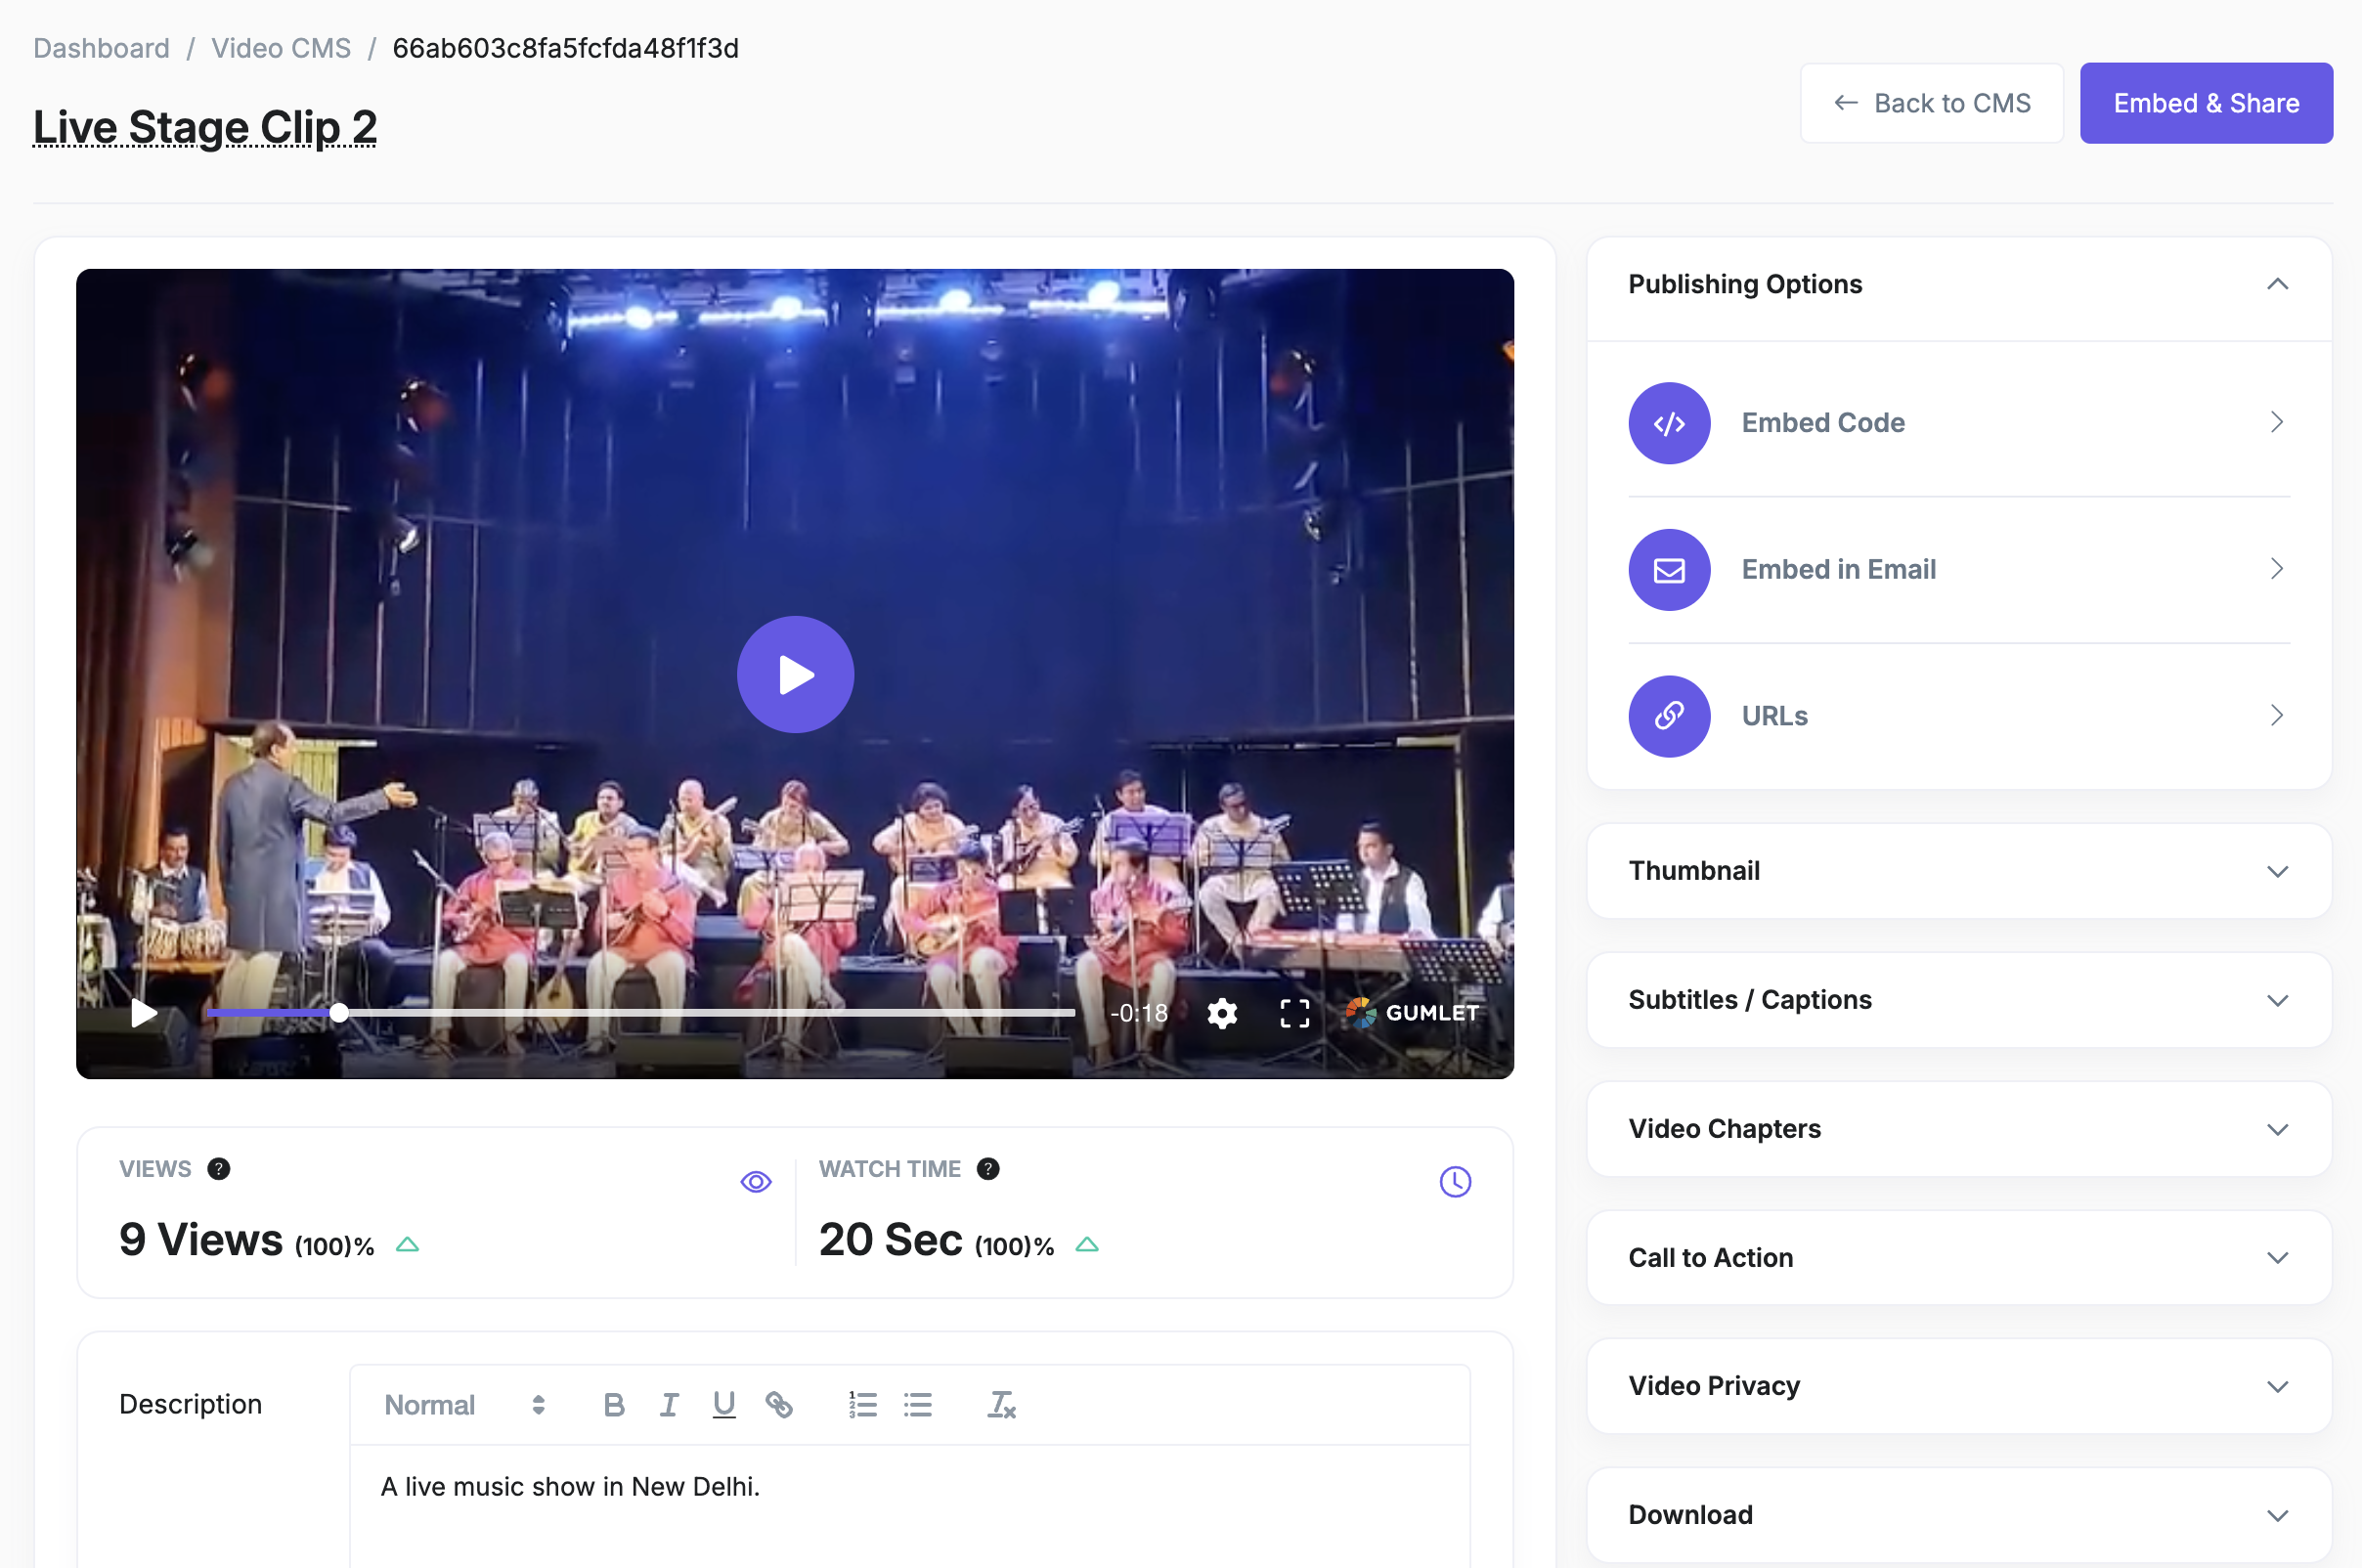 Dashboard / Video CMS / 66ab603c8fa5fcfda48f1f3d
Live Stage Clip 2
← Back to CMS
Embed & Share
-0:18
GUMLET
VIEWS ?
9 Views (100)%
WATCH TIME ?
20 Sec (100)%
Description
Normal
B I U
A live music show in New Delhi.
Publishing Options
Embed Code
Embed in Email
URLs
Thumbnail
Subtitles / Captions
Video Chapters
Call to Action
Video Privacy
Download